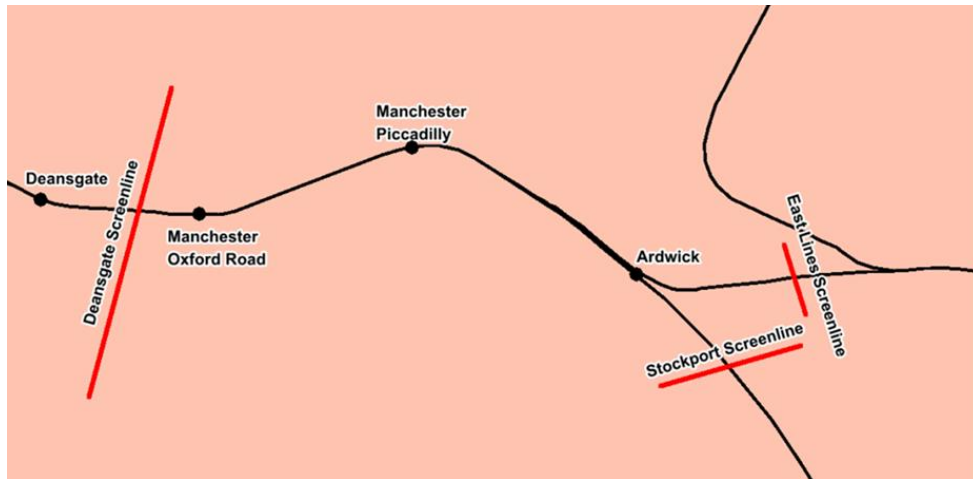 Deansgate
Deansgate Screenline
Manchester
Oxford Road
Manchester
Piccadilly
Ardwick
East Lines Screenline
Stockport Screenline